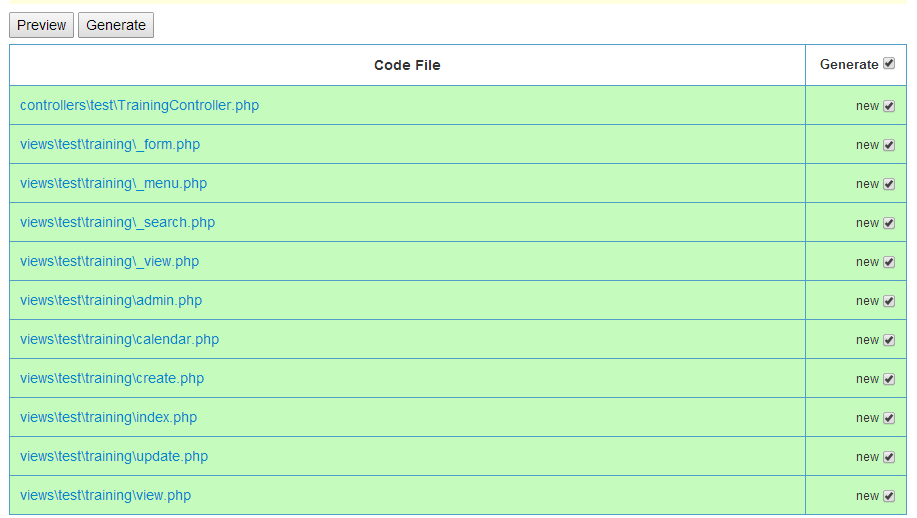 Preview Generate
Code File Generate
controllers\test\TrainingController.php new
views\test\training\_form.php new
views\test\training\_menu.php new
views\test\training\_search.php new
views\test\training\_view.php new
views\test\training\admin.php new
views\test\training\calendar.php new
views\test\training\create.php new
views\test\training\index.php new
views\test\training\update.php new
views\test\training\view.php new